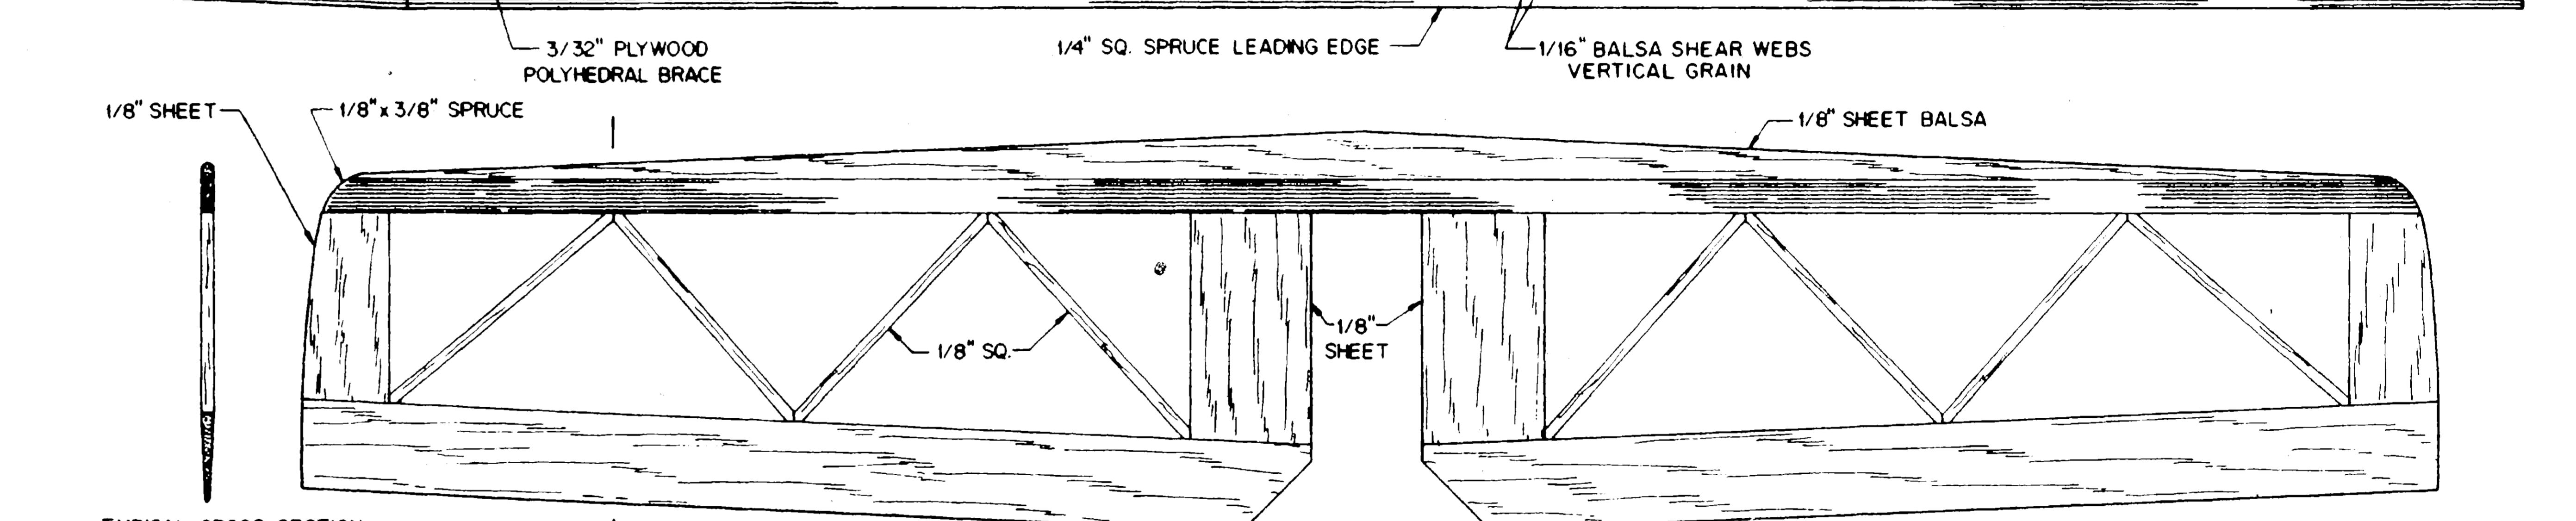 3/32" PLYWOOD
POLYHEDRAL BRACE
1/4" SQ. SPRUCE LEADING EDGE
1/16" BALSA SHEAR WEBS
VERTICAL GRAIN
1/8" SHEET
1/8" x 3/8" SPRUCE
1/8" SHEET BALSA
1/8" SQ.
1/8"
SHEET